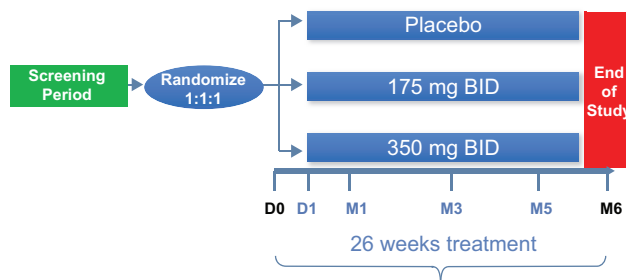 Placebo
Screening
Period
Randomize
1:1:1
175 mg BID
End
of
Study
350 mg BID
D0 D1 M1 M3 M5 M6
26 weeks treatment